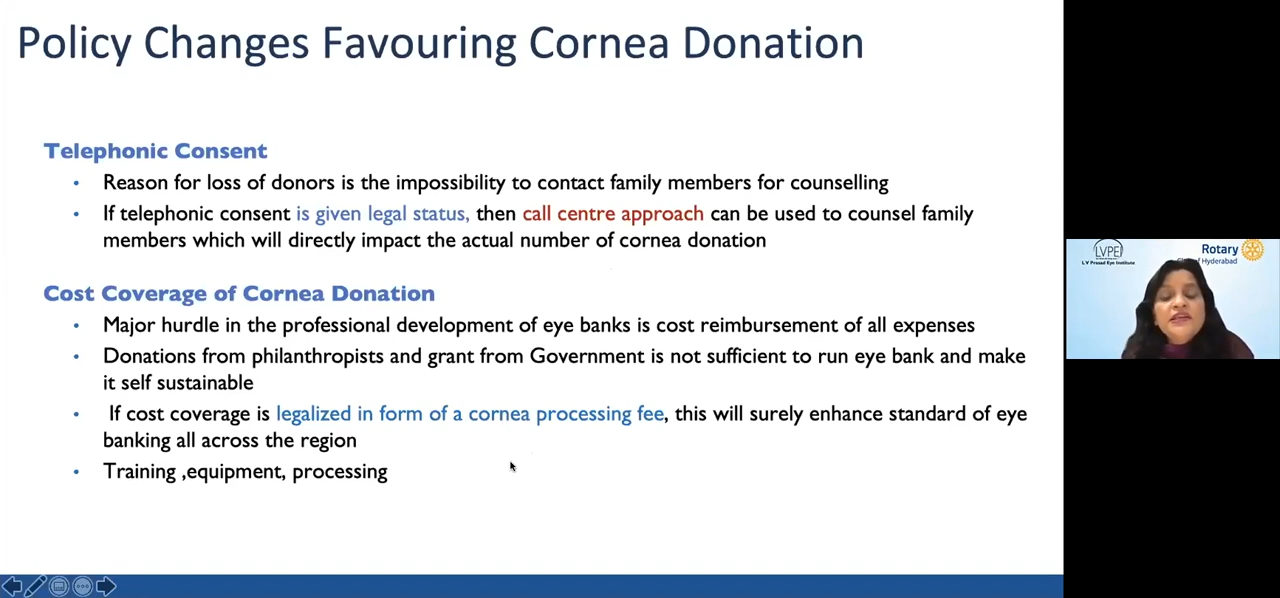 Policy Changes Favouring Cornea Donation
Telephonic Consent
• Reason for loss of donors is the impossibility to contact family members for counselling
• If telephonic consent is given legal status, then call centre approach can be used to counsel family
members which will directly impact the actual number of cornea donation
Cost Coverage of Cornea Donation
• Major hurdle in the professional development of eye banks is cost reimbursement of all expenses
• Donations from philanthropists and grant from Government is not sufficient to run eye bank and make
it self sustainable
• If cost coverage is legalized in form of a cornea processing fee, this will surely enhance standard of eye
banking all across the region
• Training ,equipment, processing
LVPEI
L V Prasad Eye Institute
Rotary
of Hyderabad